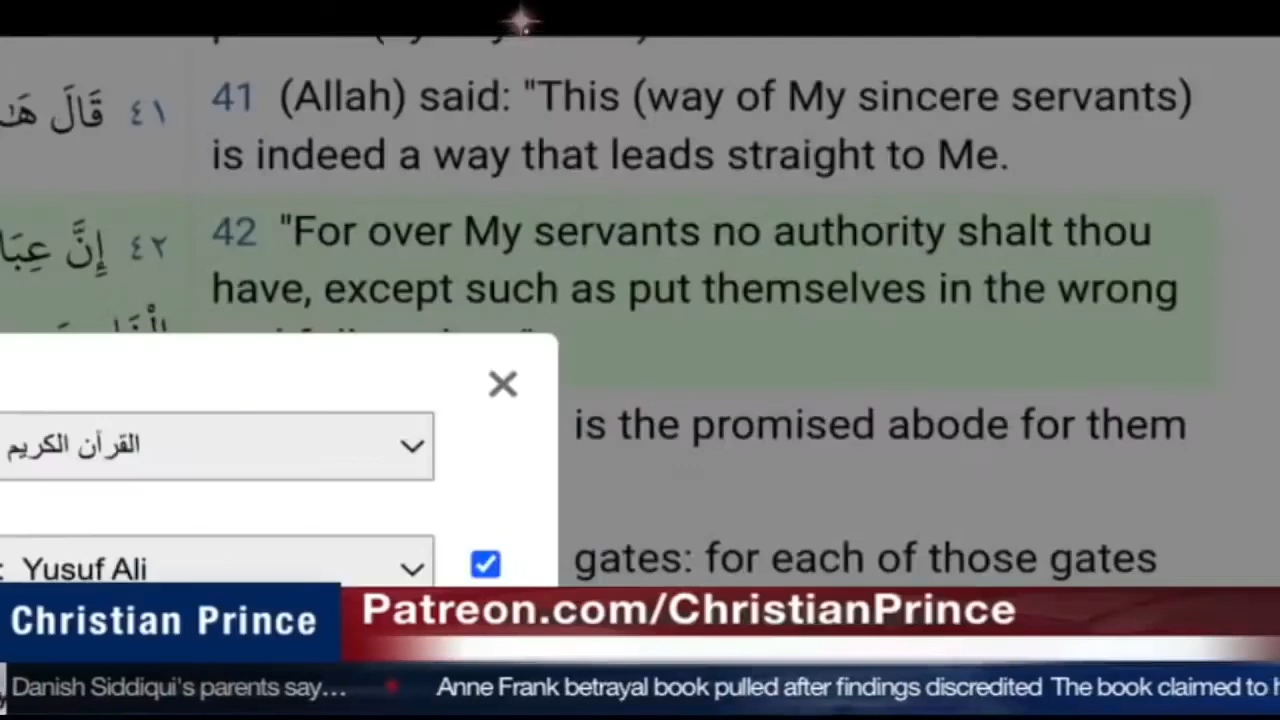 41 (Allah) said: "This (way of My sincere servants)
قَالَ ٤١
is indeed a way that leads straight to Me.
42 "For over My servants no authority shalt thou
إِنَّ ٤٢
have, except such as put themselves in the wrong
is the promised abode for them
القرآن الكريم
gates: for each of those gates
: Yusuf Ali
Christian Prince
Patreon.com/ChristianPrince
Danish Siddiqui's parents say... • Anne Frank betrayal book pulled after findings discredited The book claimed to